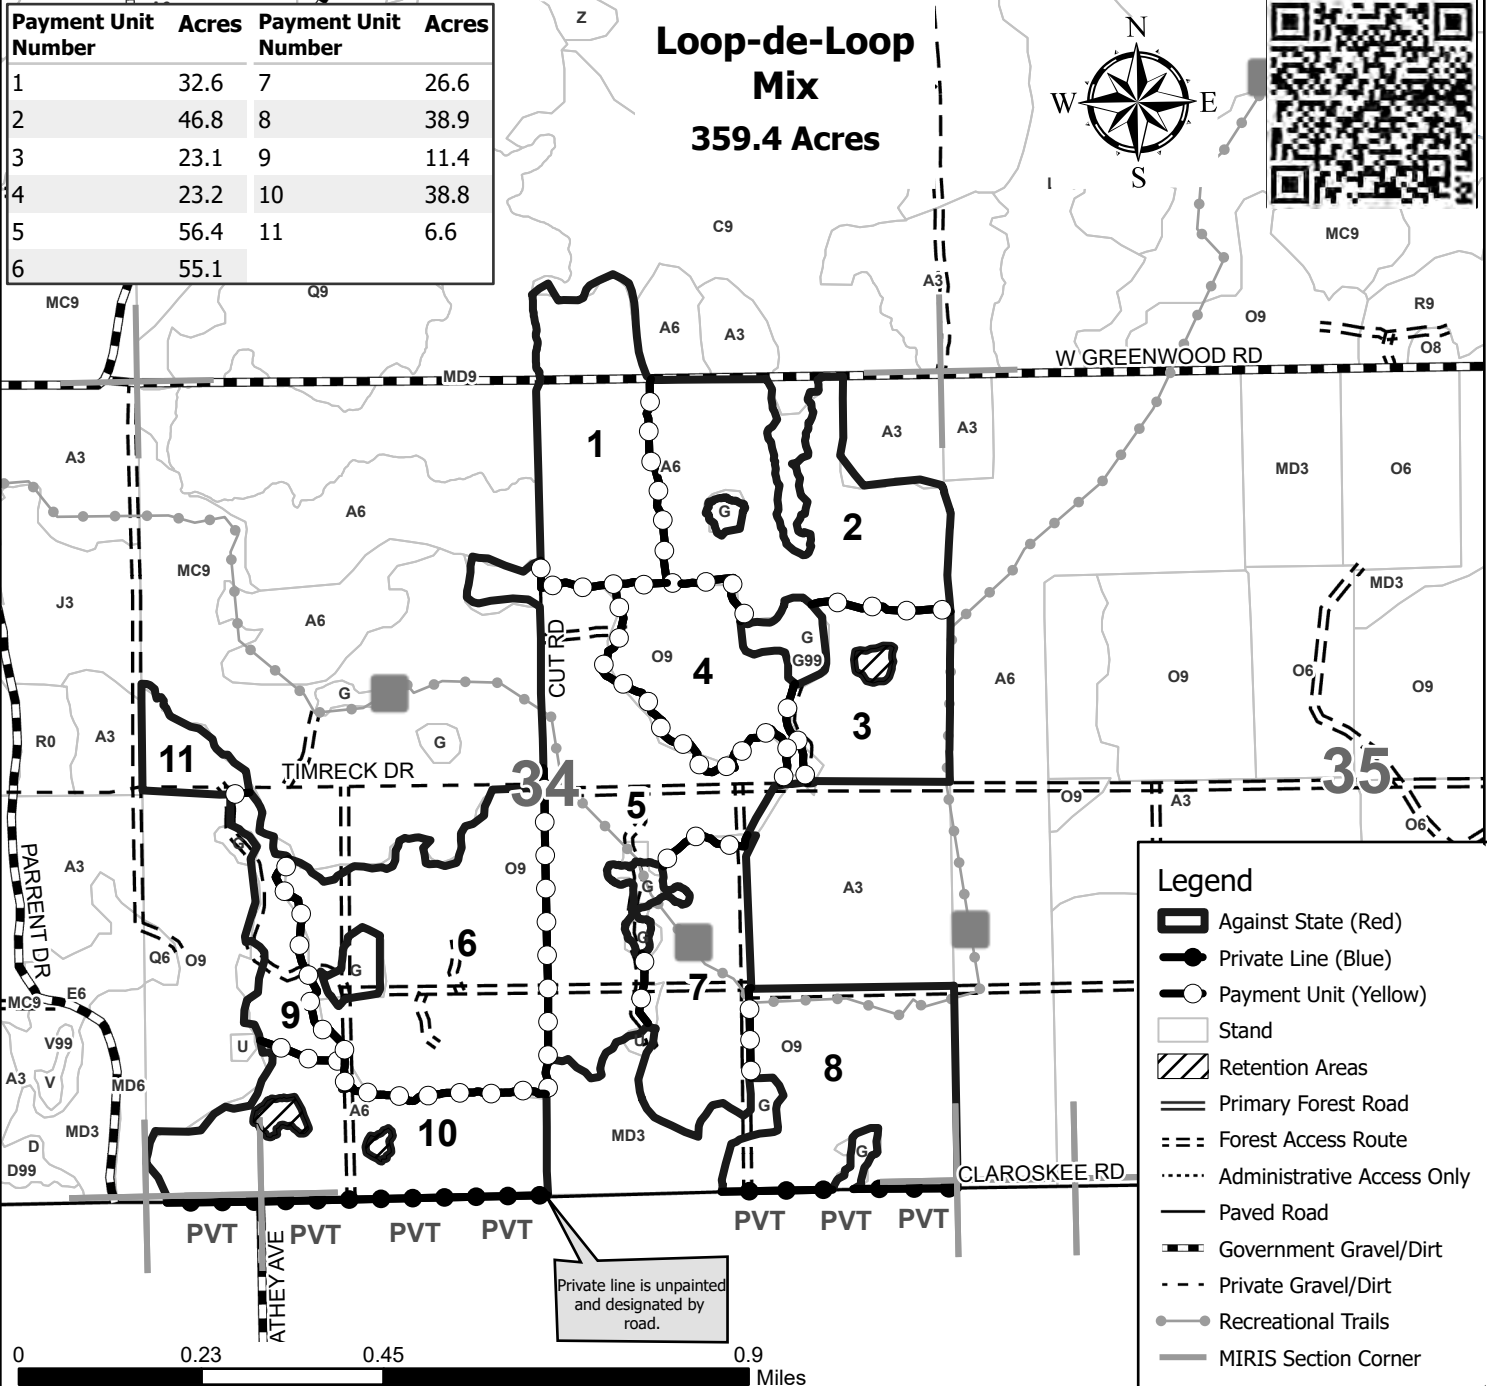 Payment Unit Number Acres Payment Unit Number Acres
1 32.6 7 26.6
2 46.8 8 38.9
3 23.1 9 11.4
4 23.2 10 38.8
5 56.4 11 6.6
6 55.1
Loop-de-Loop
Mix
359.4 Acres
N
W E
S
Z
C9
MC9
MC9
Q9
A6
A3
A3
O9
R9
O8
W GREENWOOD RD
MD9
1
A3
A6
A3
A3
MD3
O6
A6
G
2
MC9
J3
A6
MD3
CUT RD
O9
4
G
G99
A6
O9
O6
O9
R0
A3
G
G
3
11
TIMRECK DR
34
35
5
O9
A3
O6
PARRENT DR
A3
G
O9
G
A3
Q6
O9
G
6
G
7
MC9
E6
9
V99
U
U
O9
8
A3
V
MD6
A6
G
MD3
10
MD3
D
D99
G
CLAROSKEE RD
PVT PVT PVT PVT PVT PVT PVT
ATHEY AVE
Private line is unpainted
and designated by
road.
0 0.23 0.45 0.9
Miles
Legend
Against State (Red)
Private Line (Blue)
Payment Unit (Yellow)
Stand
Retention Areas
Primary Forest Road
Forest Access Route
Administrative Access Only
Paved Road
Government Gravel/Dirt
Private Gravel/Dirt
Recreational Trails
MIRIS Section Corner